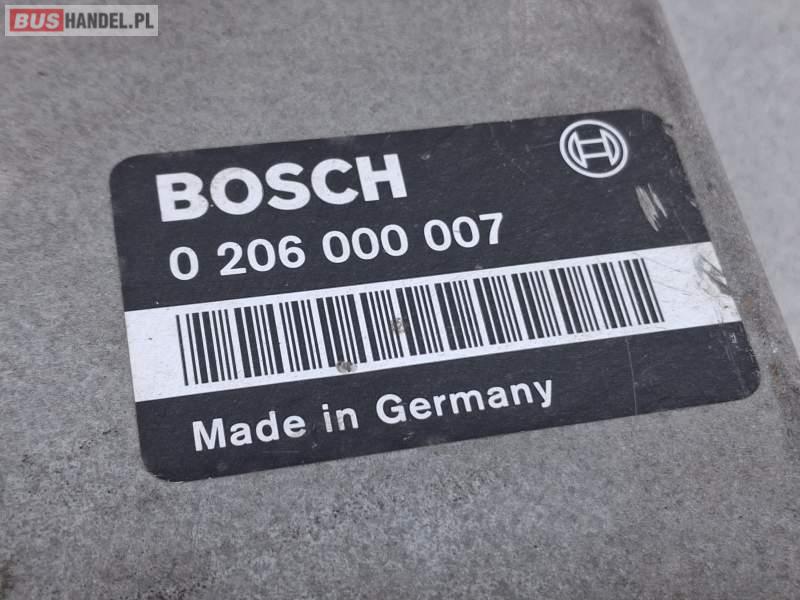 BUSHANDEL.PL
BOSCH
0 206 000 007
Made in Germany